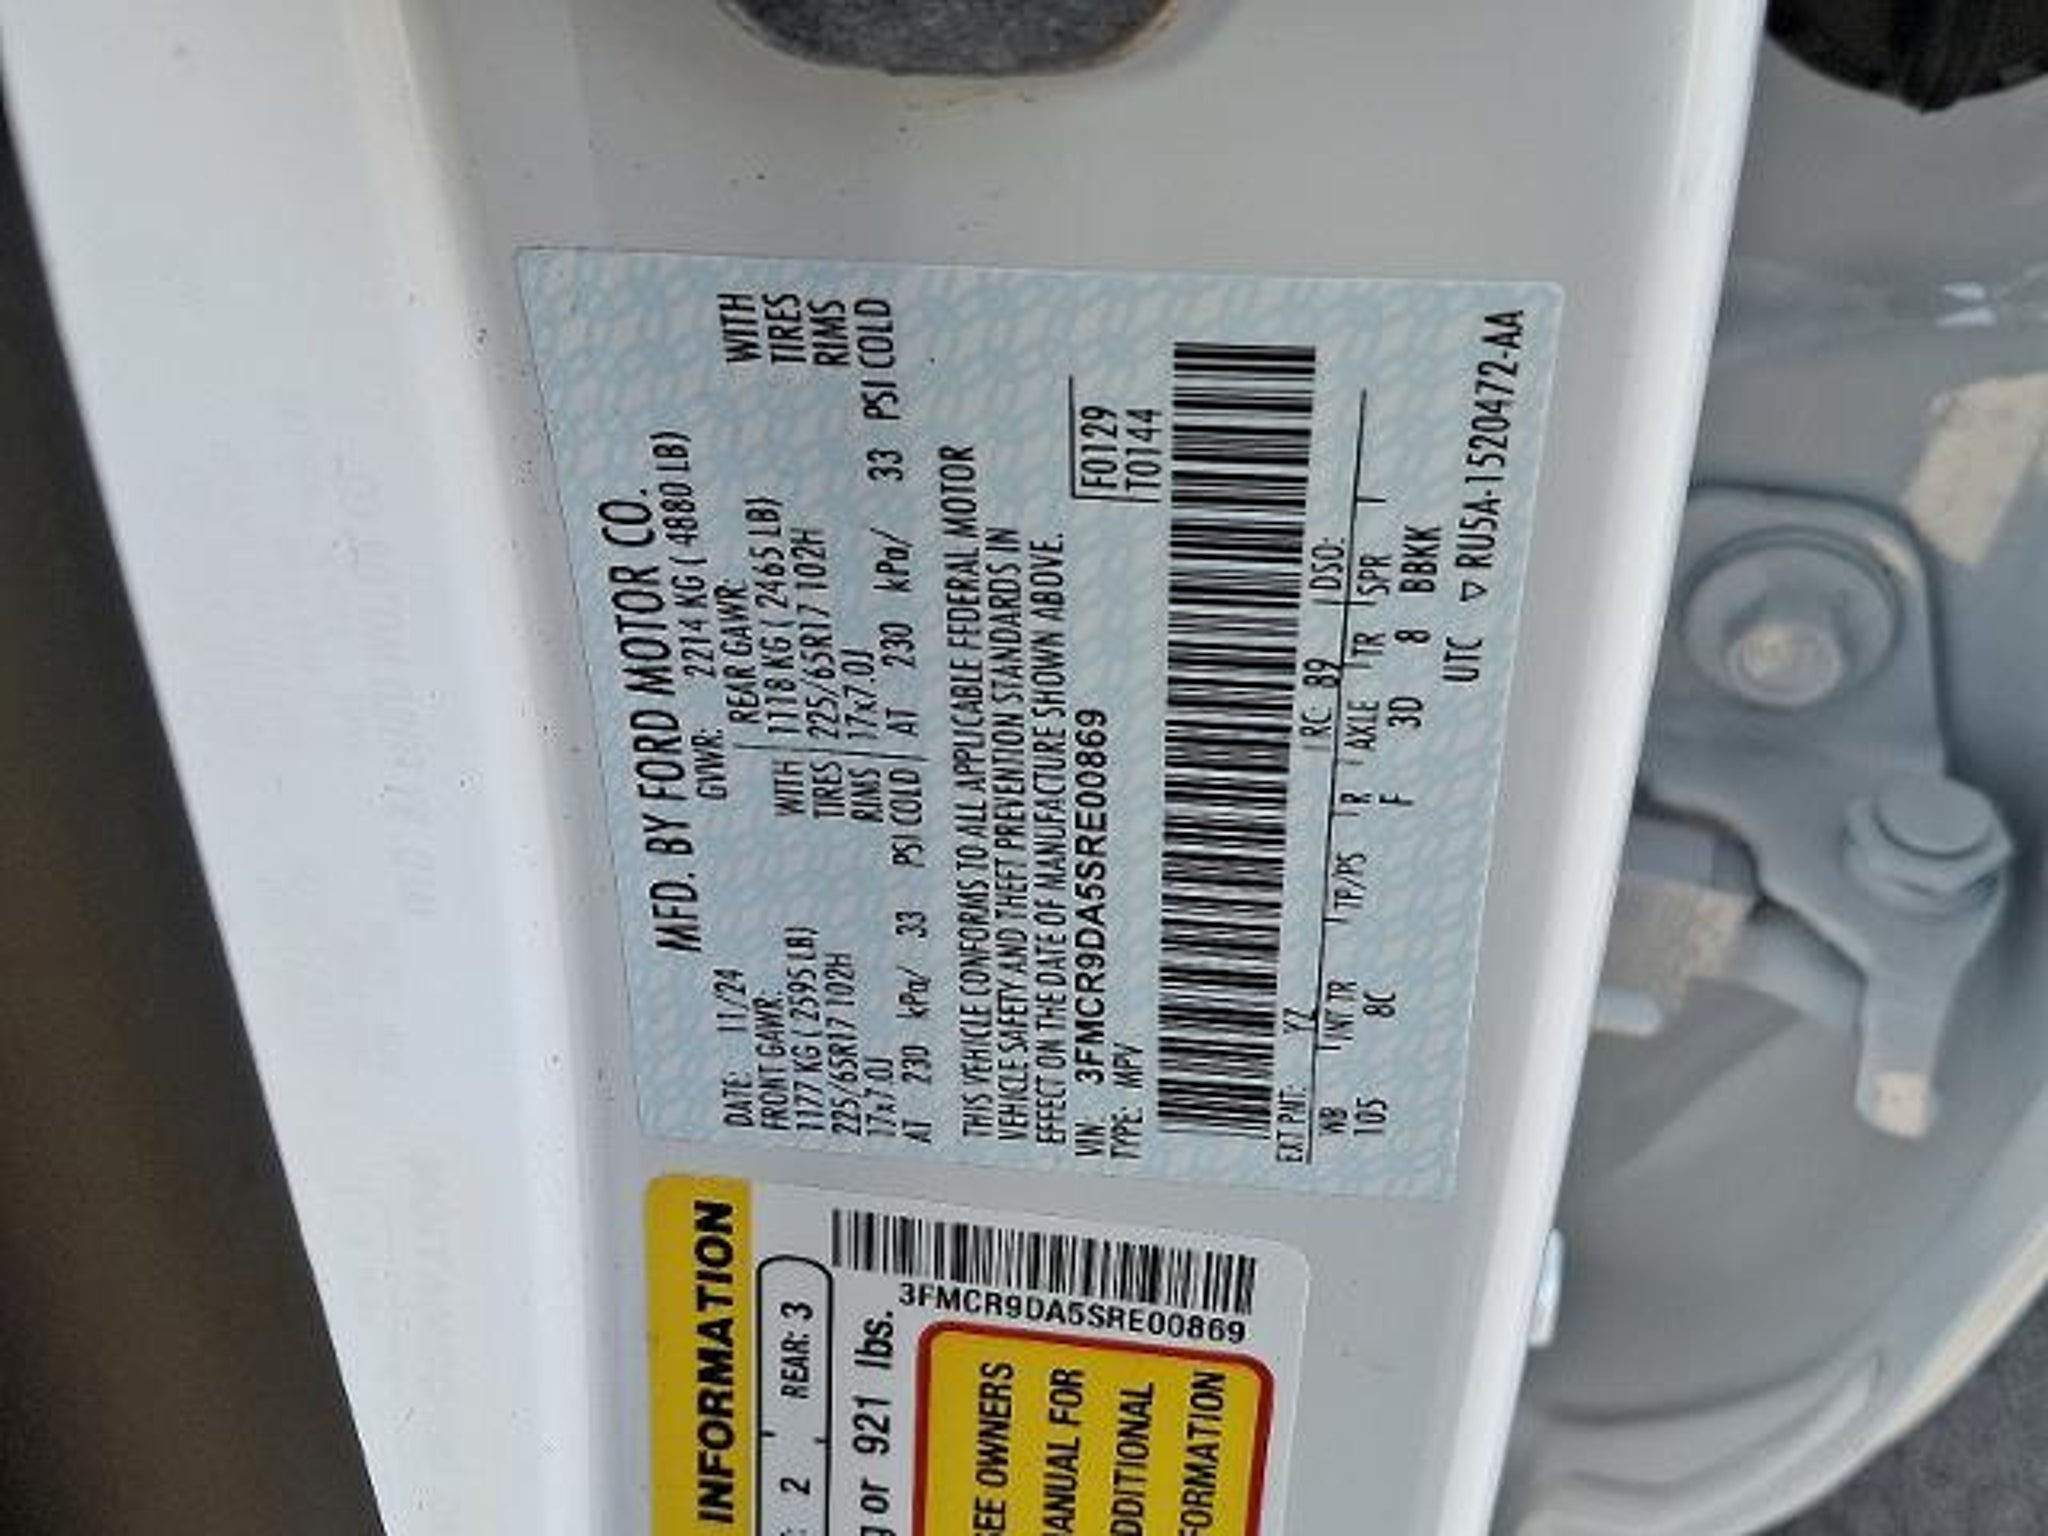 MFD. BY FORD MOTOR CO.
DATE: 11/24 GVWR: 2214 KG ( 4880 LB)
FRONT GAWR: REAR GAWR:
1177 KG ( 2595 LB) WITH 1118 KG ( 2465 LB) WITH
225/65R17 102H TIRES 225/65R17 102H TIRES
17x7.0J RIMS 17x7.0J RIMS
AT 230 kPa/ 33 PSI COLD AT 230 kPa/ 33 PSI COLD
THIS VEHICLE CONFORMS TO ALL APPLICABLE FEDERAL MOTOR
VEHICLE SAFETY AND THEFT PREVENTION STANDARDS IN
EFFECT ON THE DATE OF MANUFACTURE SHOWN ABOVE.
VIN: 3FMCR9DA5SRE00869 F0129
TYPE: MPV T0144
EXT PNT: YZ RC: 89 DSO:
WB INT TR TP/PS R AXLE TR SPR
105 8C F 3D 8 BBKK
UTC ▽ RU5A-1520472-AA
INFORMATION
2 REAR: 3
or 921 lbs.
3FMCR9DA5SRE00869
SEE OWNERS
MANUAL FOR
ADDITIONAL
INFORMATION